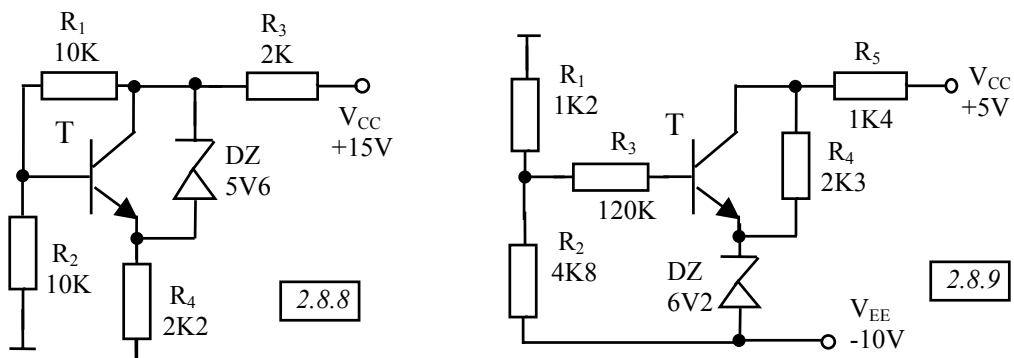 R1
10K
R3
2K
VCC
+15V
T
DZ
5V6
R2
10K
R4
2K2
2.8.8
R1
1K2
R3
120K
T
R5
1K4
VCC
+5V
R4
2K3
R2
4K8
DZ
6V2
VEE
-10V
2.8.9